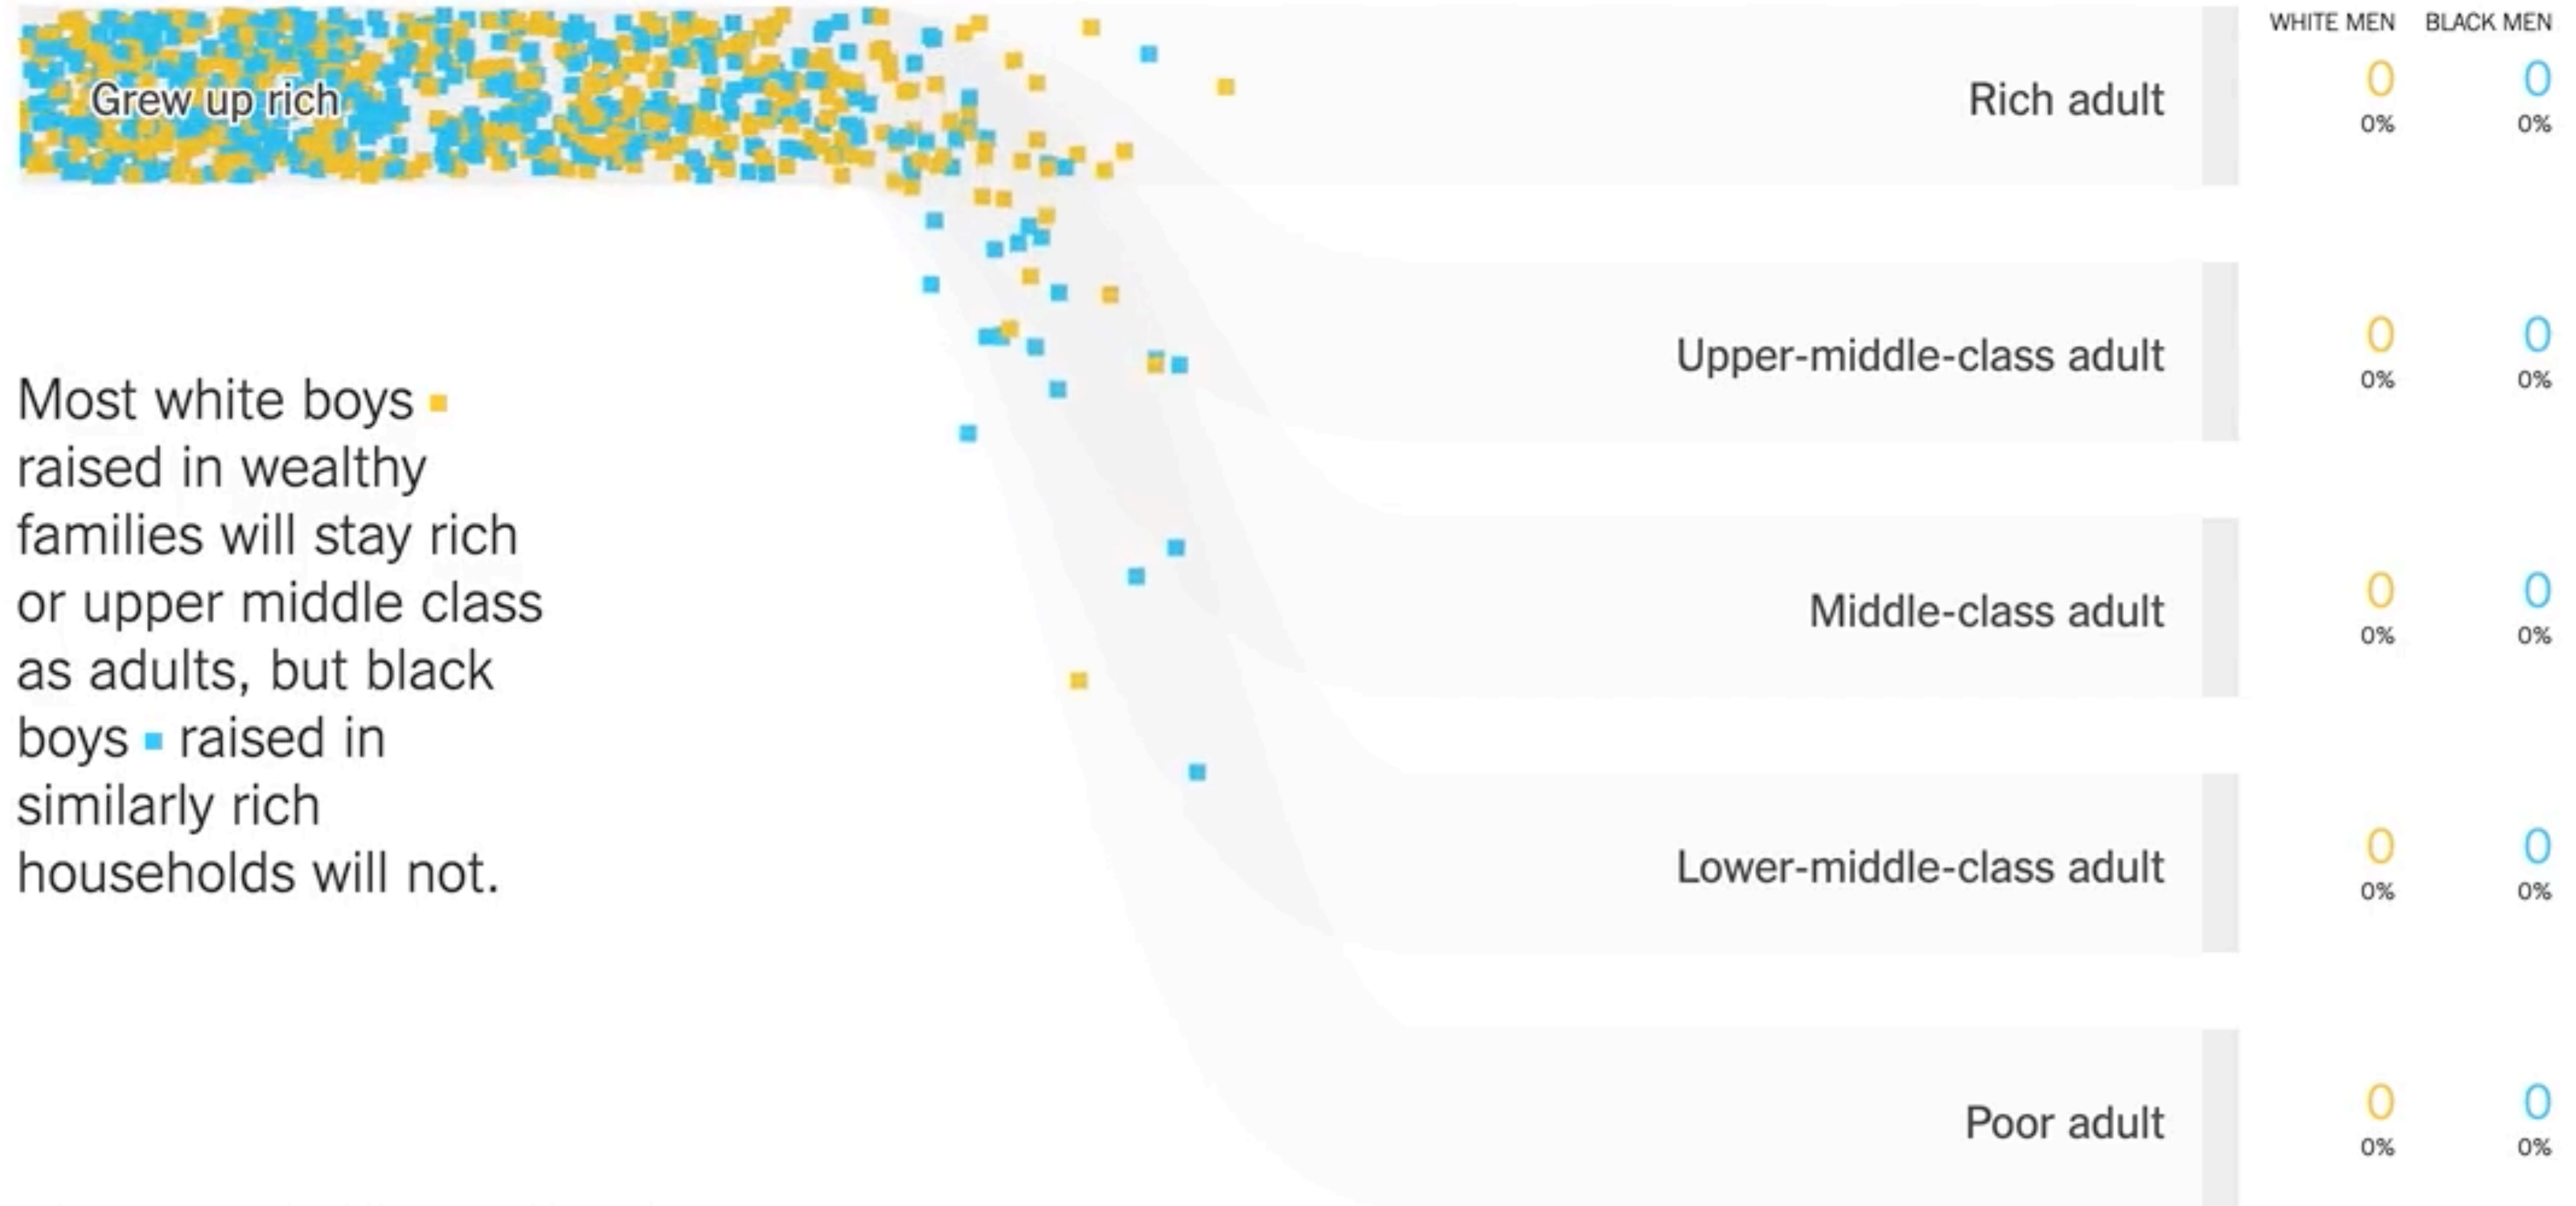 WHITE MEN BLACK MEN
Grew up rich
Rich adult
0 0
0% 0%
Upper-middle-class adult
0 0
0% 0%
Most white boys
raised in wealthy
families will stay rich
or upper middle class
as adults, but black
boys raised in
similarly rich
households will not.
Middle-class adult
0 0
0% 0%
Lower-middle-class adult
0 0
0% 0%
Poor adult
0 0
0% 0%